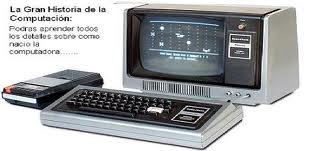 La Gran Historia de la
Computación:
Podras aprender todos
los detalles sobre como
nacio la
computadora.......